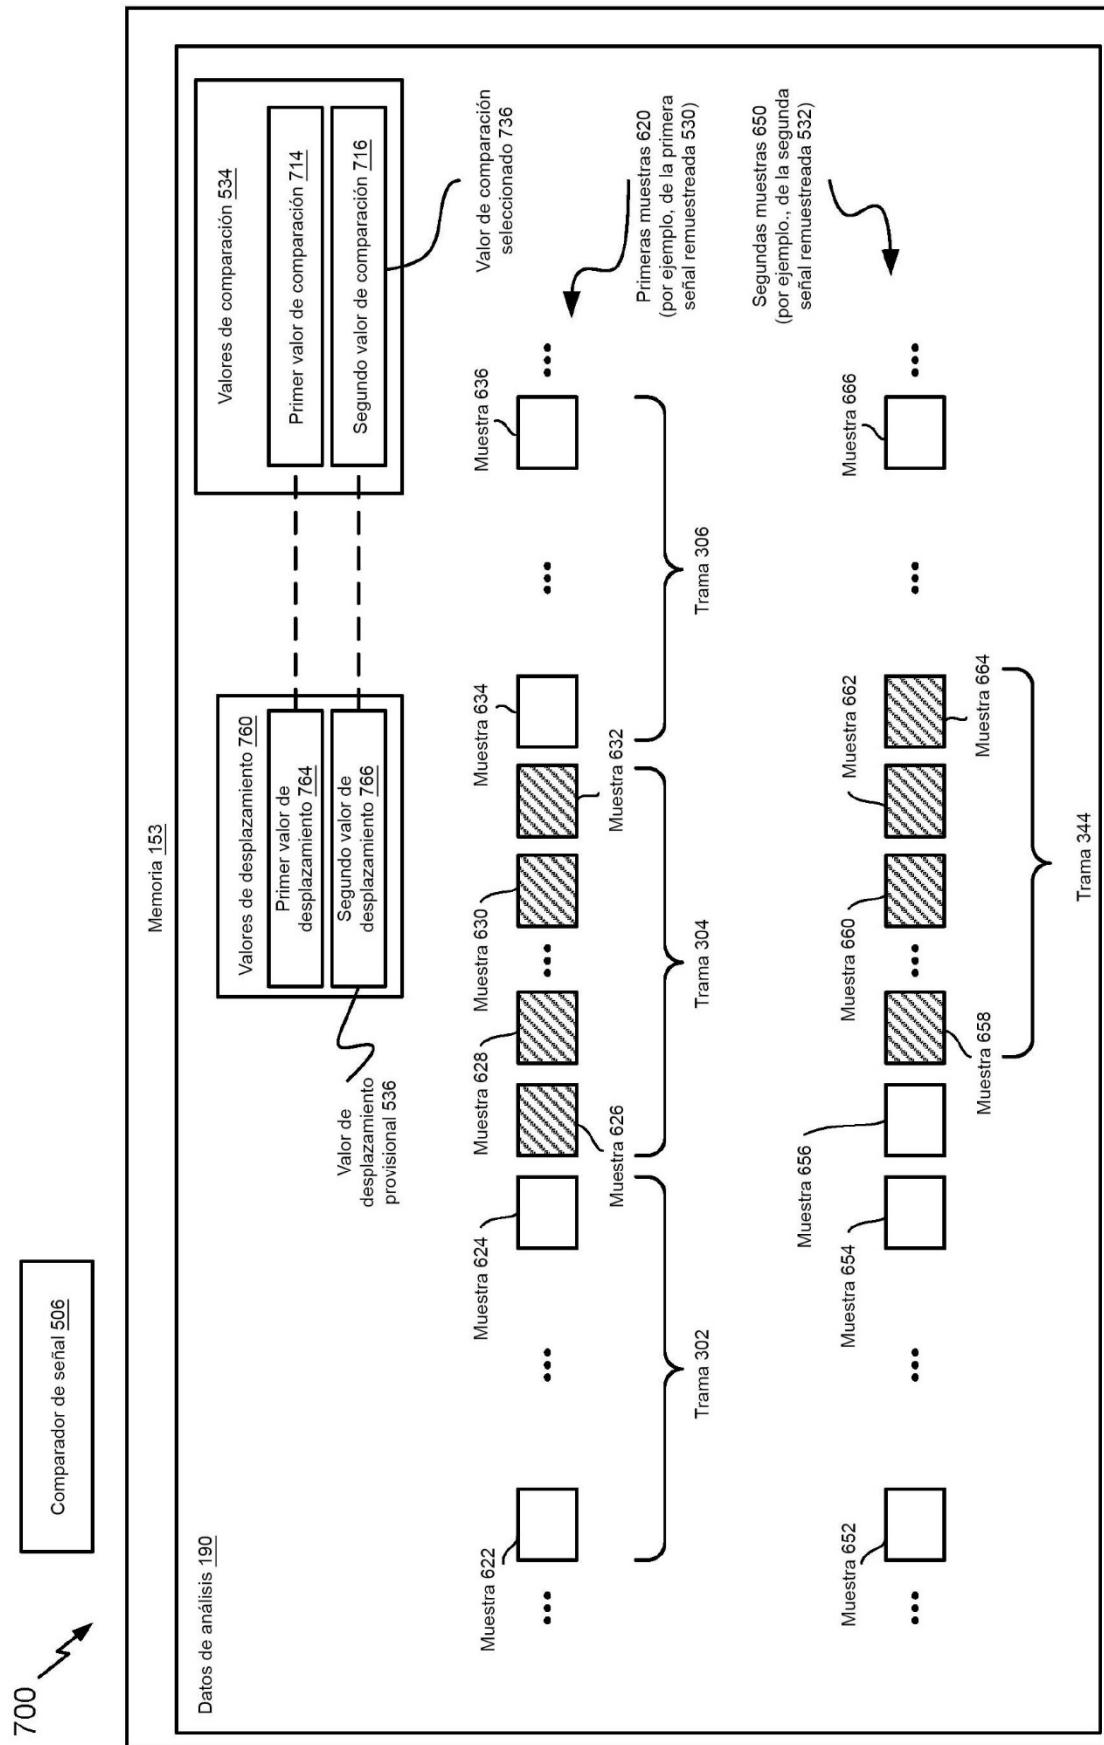 700
Comparador de señal 506
Memoria 153
Datos de análisis 190
Valores de desplazamiento 760
Primer valor de
desplazamiento 764
Segundo valor de
desplazamiento 766
Valor de
desplazamiento
provisional 536
Valores de comparación 534
Primer valor de comparación 714
Segundo valor de comparación 716
Valor de comparación
seleccionado 736
Primeras muestras 620
(por ejemplo, de la primera
señal remuestreada 530)
Muestra 622
Muestra 624
Muestra 626
Muestra 628
Muestra 630
Muestra 632
Muestra 634
Muestra 636
Trama 302
Trama 304
Trama 306
Segundas muestras 650
(por ejemplo., de la segunda
señal remuestreada 532)
Muestra 652
Muestra 654
Muestra 656
Muestra 658
Muestra 660
Muestra 662
Muestra 664
Muestra 666
Trama 344